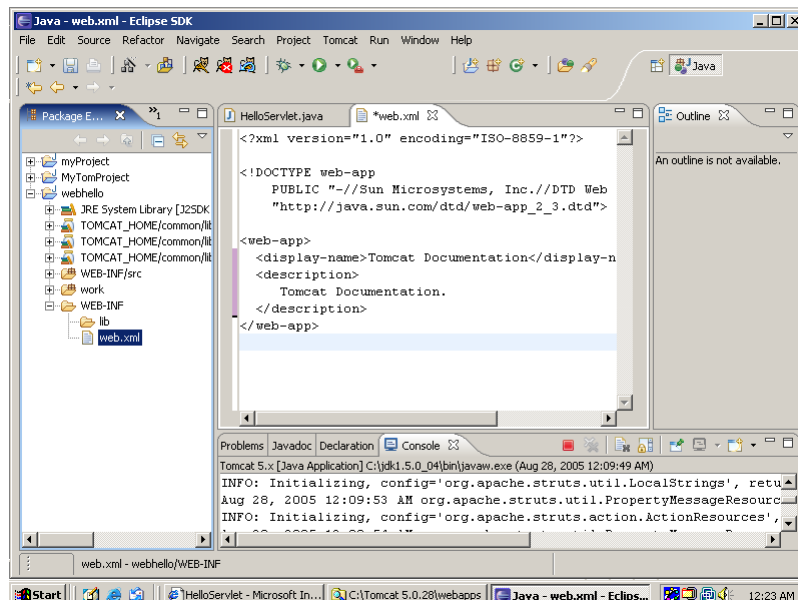 Java - web.xml - Eclipse SDK
File Edit Source Refactor Navigate Search Project Tomcat Run Window Help
Java
Package E...
1
myProject
MyTomProject
webhello
JRE System Library [J2SDK
TOMCAT_HOME/common/lib
TOMCAT_HOME/common/lib
TOMCAT_HOME/common/lib
WEB-INF/src
work
WEB-INF
lib
web.xml
HelloServlet.java
*web.xml
<?xml version="1.0" encoding="ISO-8859-1"?>
<!DOCTYPE web-app
PUBLIC "-//Sun Microsystems, Inc.//DTD Web
"http://java.sun.com/dtd/web-app_2_3.dtd">
<web-app>
<display-name>Tomcat Documentation</display-n
<description>
Tomcat Documentation.
</description>
</web-app>
Outline
An outline is not available.
Problems Javadoc Declaration Console
Tomcat 5.x [Java Application] C:\jdk1.5.0_04\bin\javaw.exe (Aug 28, 2005 12:09:49 AM)
INFO: Initializing, config='org.apache.struts.util.LocalStrings', retu
Aug 28, 2005 12:09:53 AM org.apache.struts.util.PropertyMessageResourc
INFO: Initializing, config='org.apache.struts.action.ActionResources',
web.xml - webhello/WEB-INF
Start
HelloServlet - Microsoft In...
C:\Tomcat 5.0.28\webapps
Java - web.xml - Eclips...
12:23 AM